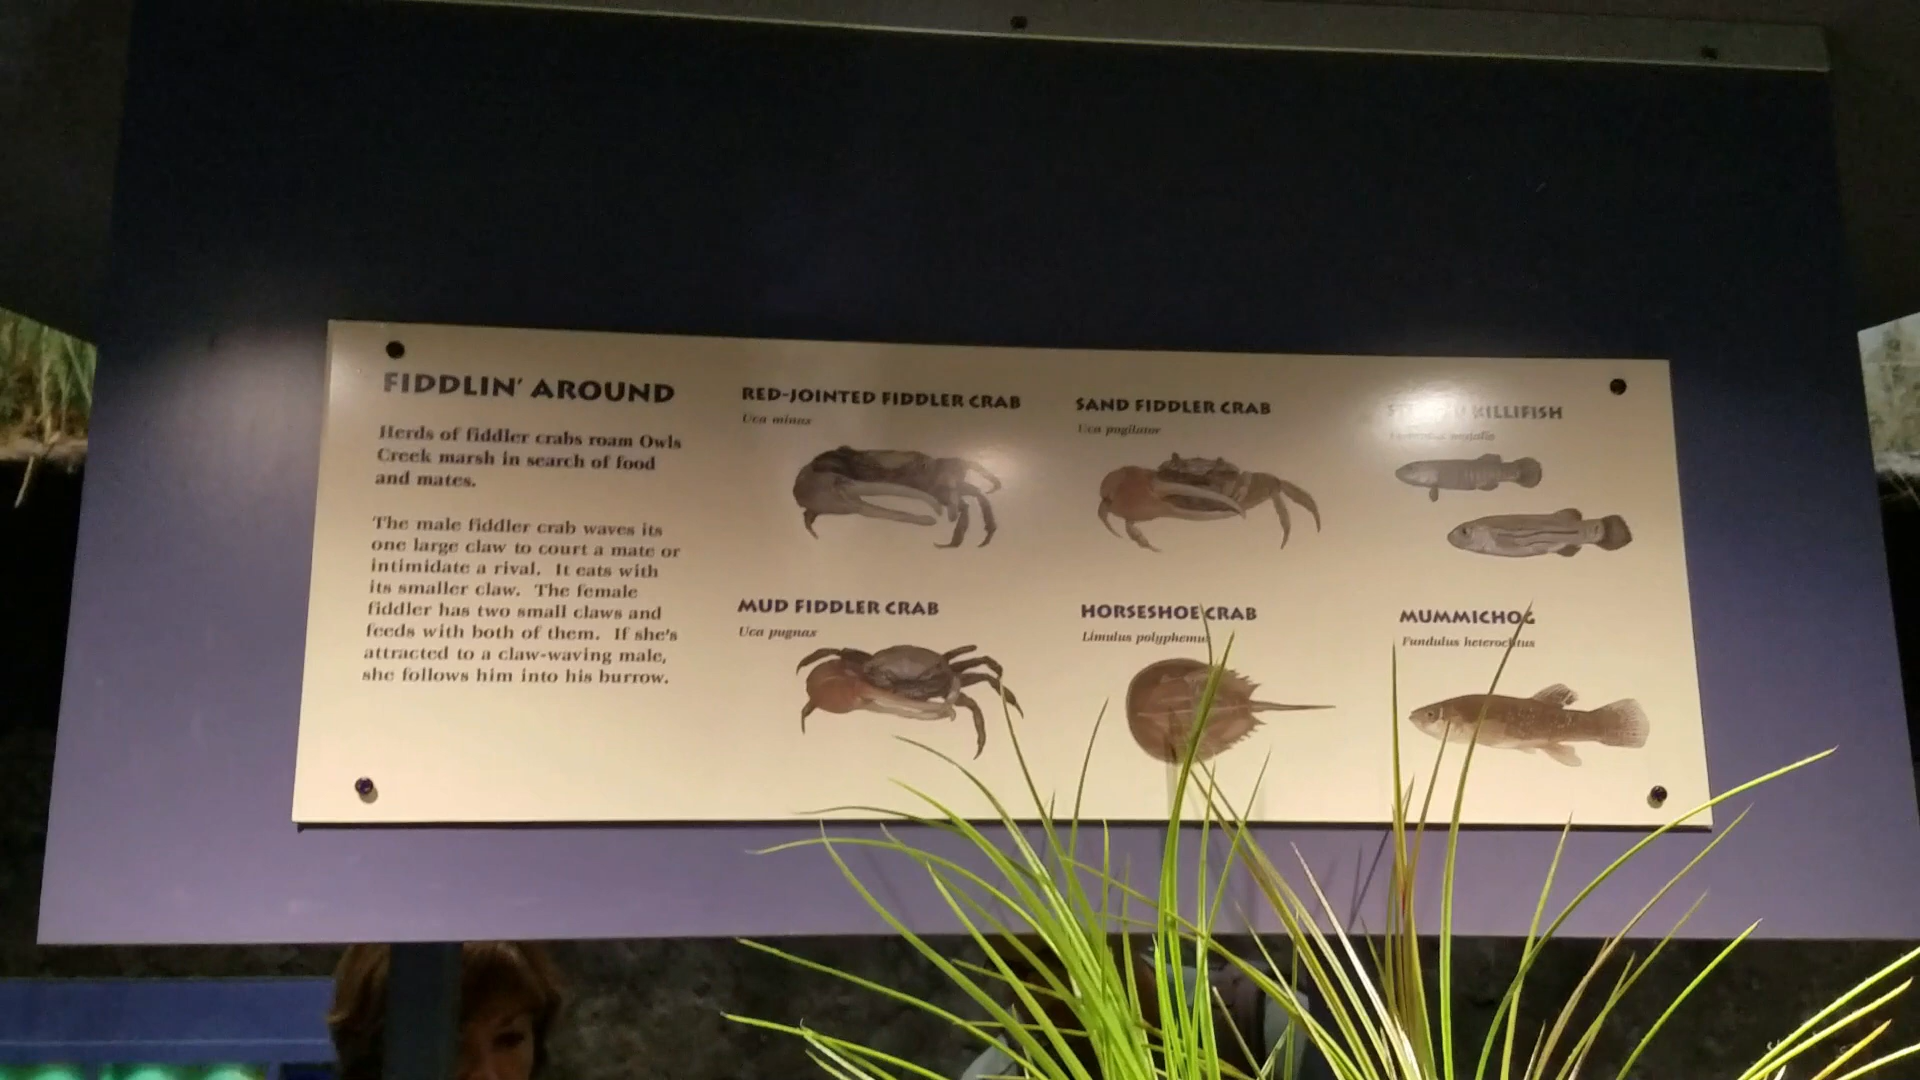 FIDDLIN' AROUND
Herds of fiddler crabs roam Owls
Creek marsh in search of food
and mates.
The male fiddler crab waves its
one large claw to court a mate or
intimidate a rival. It eats with
its smaller claw. The female
fiddler has two small claws and
feeds with both of them. If she's
attracted to a claw-waving male,
she follows him into his burrow.
RED-JOINTED FIDDLER CRAB
Uca minax
SAND FIDDLER CRAB
Uca pugilator
KILLIFISH
MUD FIDDLER CRAB
Uca pugnax
HORSESHOE CRAB
Limulus polyphemus
MUMMICHOG
Fundulus heteroclitus